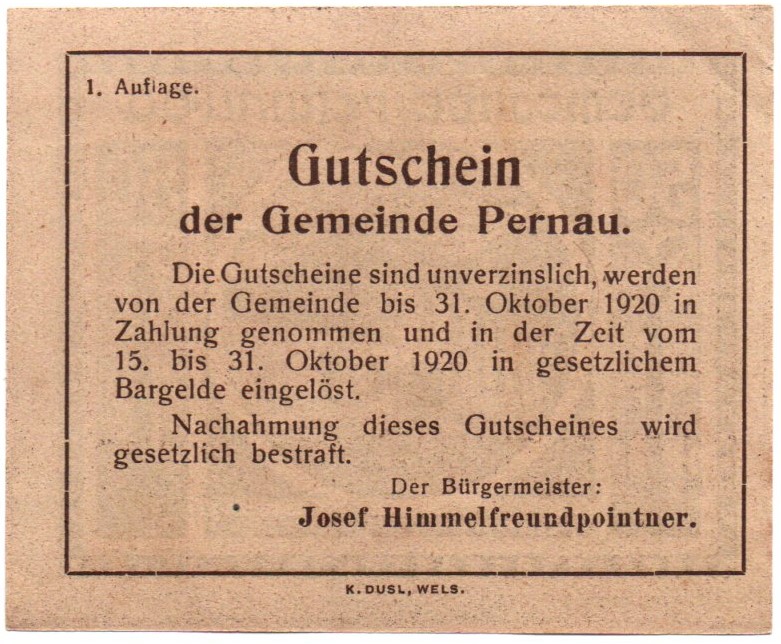 1. Auflage.
Gutschein
der Gemeinde Pernau.
Die Gutscheine sind unverzinslich, werden
von der Gemeinde bis 31. Oktober 1920 in
Zahlung genommen und in der Zeit vom
15. bis 31. Oktober 1920 in gesetzlichem
Bargelde eingelöst.
Nachahmung dieses Gutscheines wird
gesetzlich bestraft.
Der Bürgermeister:
Josef Himmelfreundpointner.
K. DUSL, WELS.